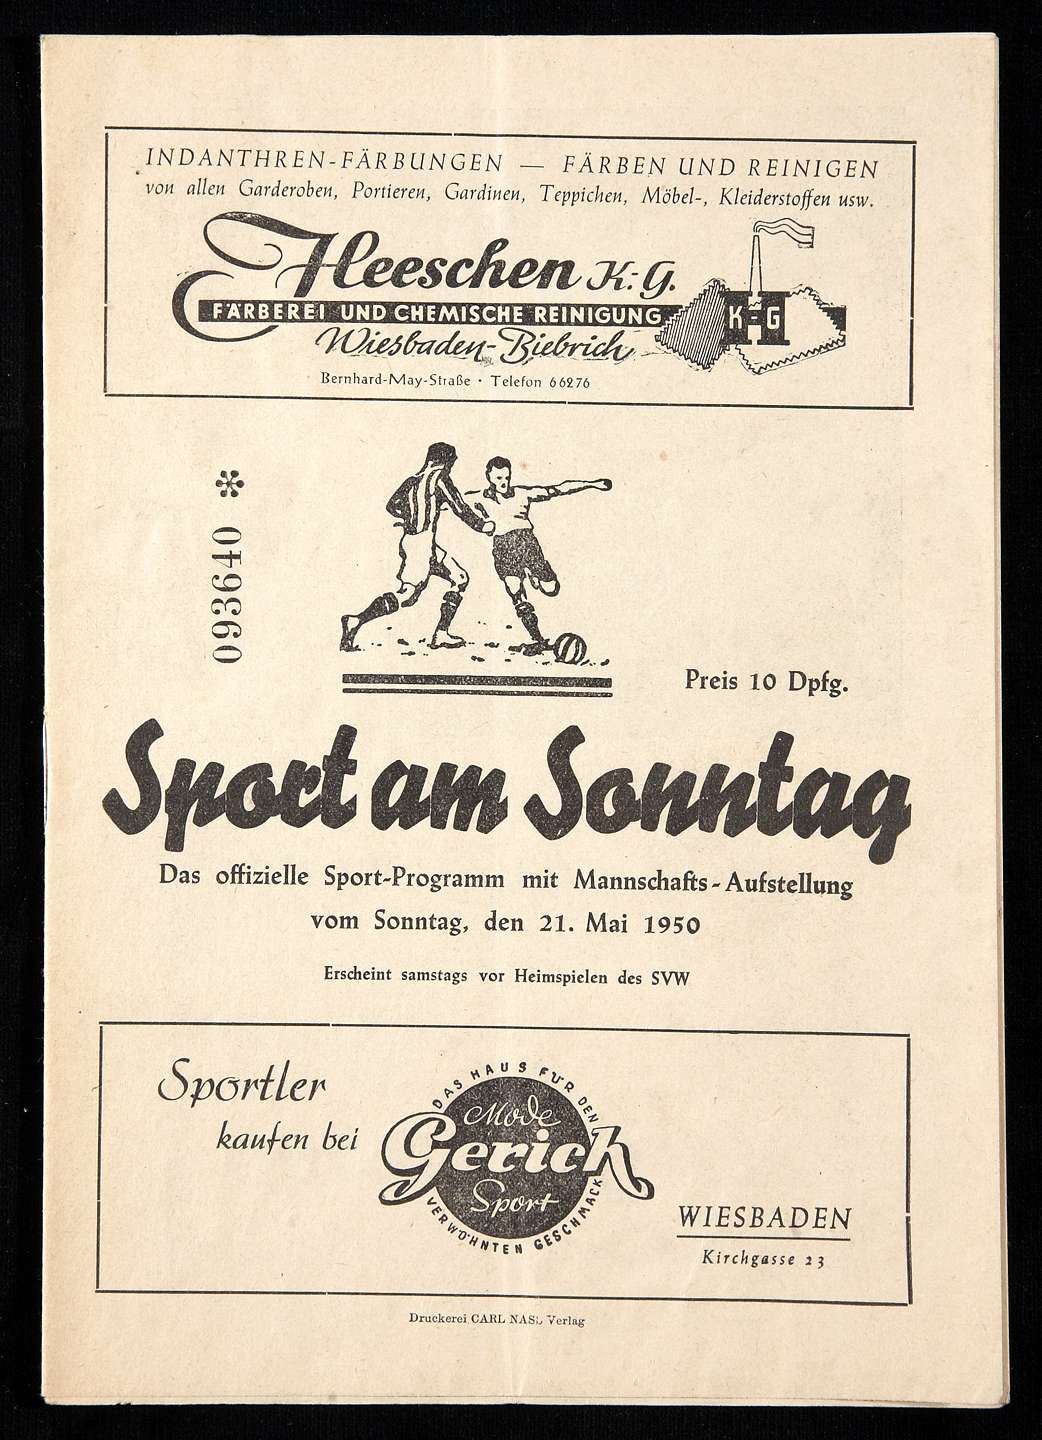 INDANTHREN-FÄRBUNGEN — FÄRBEN UND REINIGEN
von allen Garderoben, Portieren, Gardinen, Teppichen, Möbel-, Kleiderstoffen usw.
Heeschen K.-G.
FÄRBEREI UND CHEMISCHE REINIGUNG
K-G
Wiesbaden-Biebrich
Bernhard-May-Straße · Telefon 66276
093640 *
Preis 10 Dpfg.
Sport am Sonntag
Das offizielle Sport-Programm mit Mannschafts-Aufstellung
vom Sonntag, den 21. Mai 1950
Erscheint samstags vor Heimspielen des SVW
Sportler
kaufen bei
DAS HAUS FÜR DEN
Mode
Gerick
Sport
VERWÖHNTEN GESCHMACK
WIESBADEN
Kirchgasse 23
Druckerei CARL Verlag